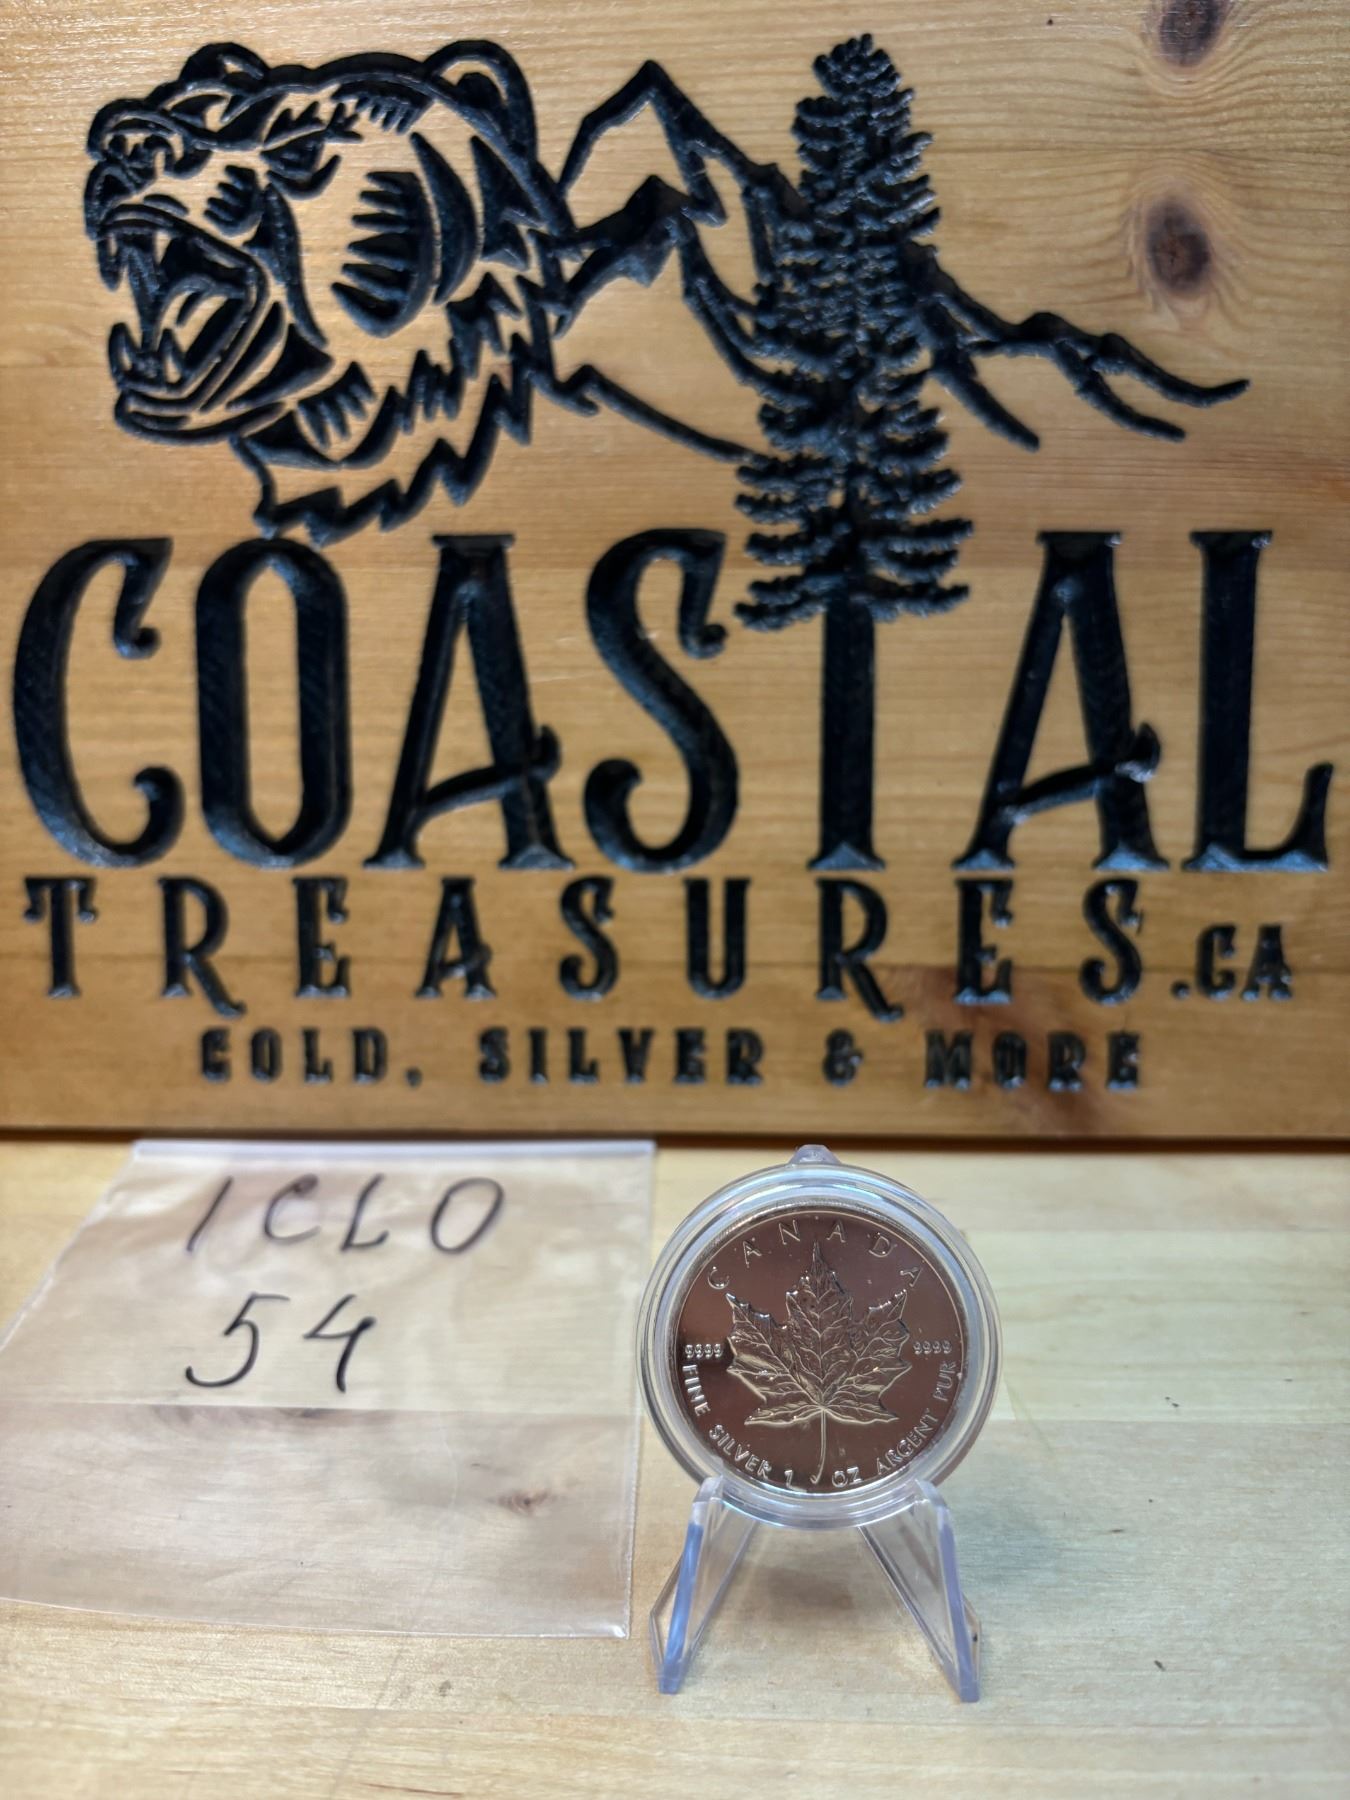 COASTAL
TREASURES.CA
GOLD, SILVER & MORE
1CLO
54
CANADA
9999 9999
FINE SILVER 1 OZ ARGENT PUR